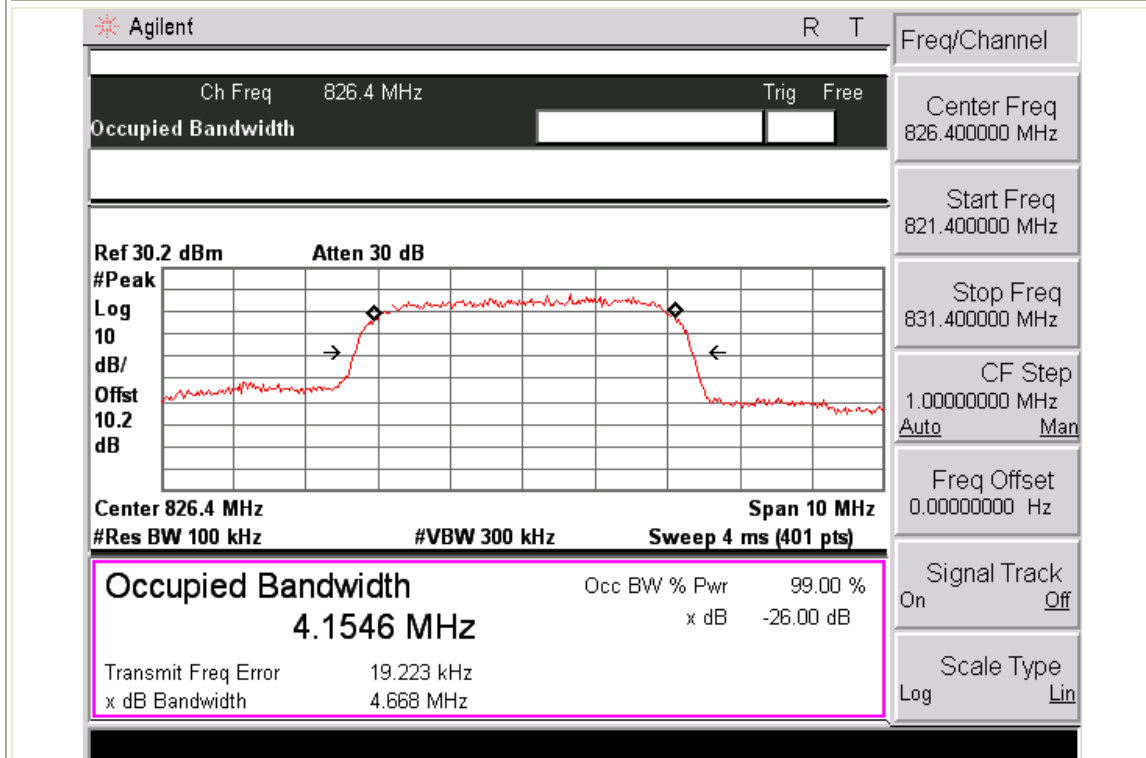 Agilent R T
Ch Freq 826.4 MHz Trig Free
Occupied Bandwidth
Ref 30.2 dBm Atten 30 dB
#Peak
Log
10
dB/
Offst
10.2
dB
Center 826.4 MHz Span 10 MHz
#Res BW 100 kHz #VBW 300 kHz Sweep 4 ms (401 pts)
Occupied Bandwidth Occ BW % Pwr 99.00 %
4.1546 MHz x dB -26.00 dB
Transmit Freq Error 19.223 kHz
x dB Bandwidth 4.668 MHz
Freq/Channel
Center Freq
826.400000 MHz
Start Freq
821.400000 MHz
Stop Freq
831.400000 MHz
CF Step
1.00000000 MHz
Auto Man
Freq Offset
0.00000000 Hz
Signal Track
On Off
Scale Type
Log Lin